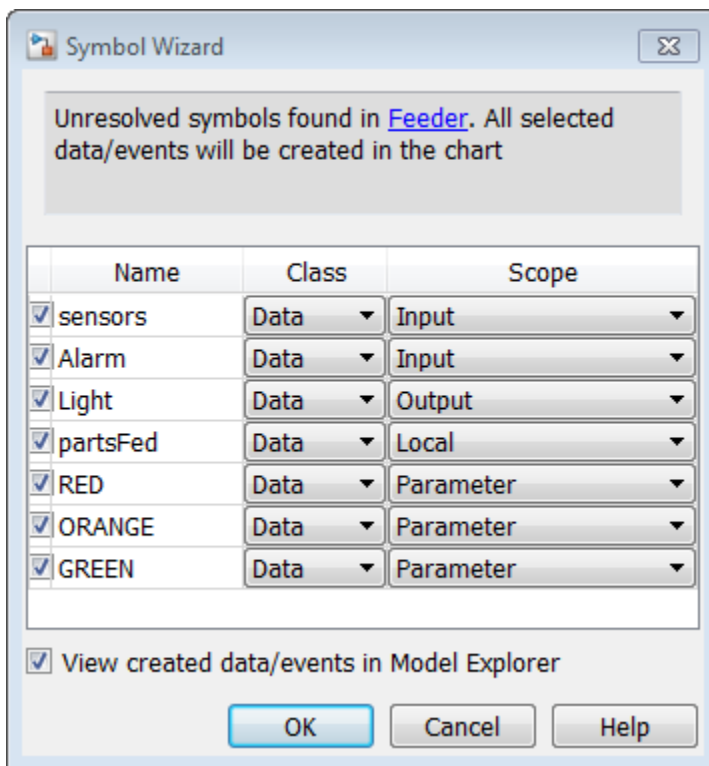 Symbol Wizard
Unresolved symbols found in Feeder. All selected
data/events will be created in the chart
Name Class Scope
sensors Data Input
Alarm Data Input
Light Data Output
partsFed Data Local
RED Data Parameter
ORANGE Data Parameter
GREEN Data Parameter
View created data/events in Model Explorer
OK Cancel Help